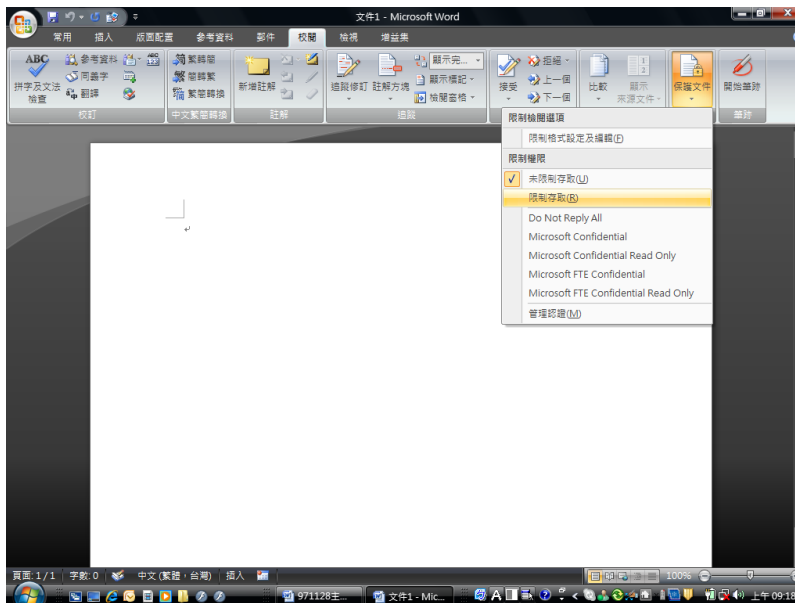 文件1 - Microsoft Word
常用 插入 版面配置 參考資料 郵件 校閱 檢視 增益集
ABC
拼字及文法檢查
參考資料
同義字
翻譯
校訂
繁轉簡
簡轉繁
繁簡轉換
中文繁簡轉換
新增註解
註解
追蹤修訂
註解方塊
顯示完...
顯示標記
檢閱窗格
追蹤
接受
拒絕
上一個
下一個
比較
顯示來源文件
保護文件
開始筆跡
筆跡
限制檢閱選項
限制格式設定及編輯(F)
限制權限
未限制存取(U)
限制存取(R)
Do Not Reply All
Microsoft Confidential
Microsoft Confidential Read Only
Microsoft FTE Confidential
Microsoft FTE Confidential Read Only
管理認證(M)
頁面:1/1 字數:0 中文(繁體，台灣) 插入 100%
971128主... 文件1 - Mic... A 上午 09:18